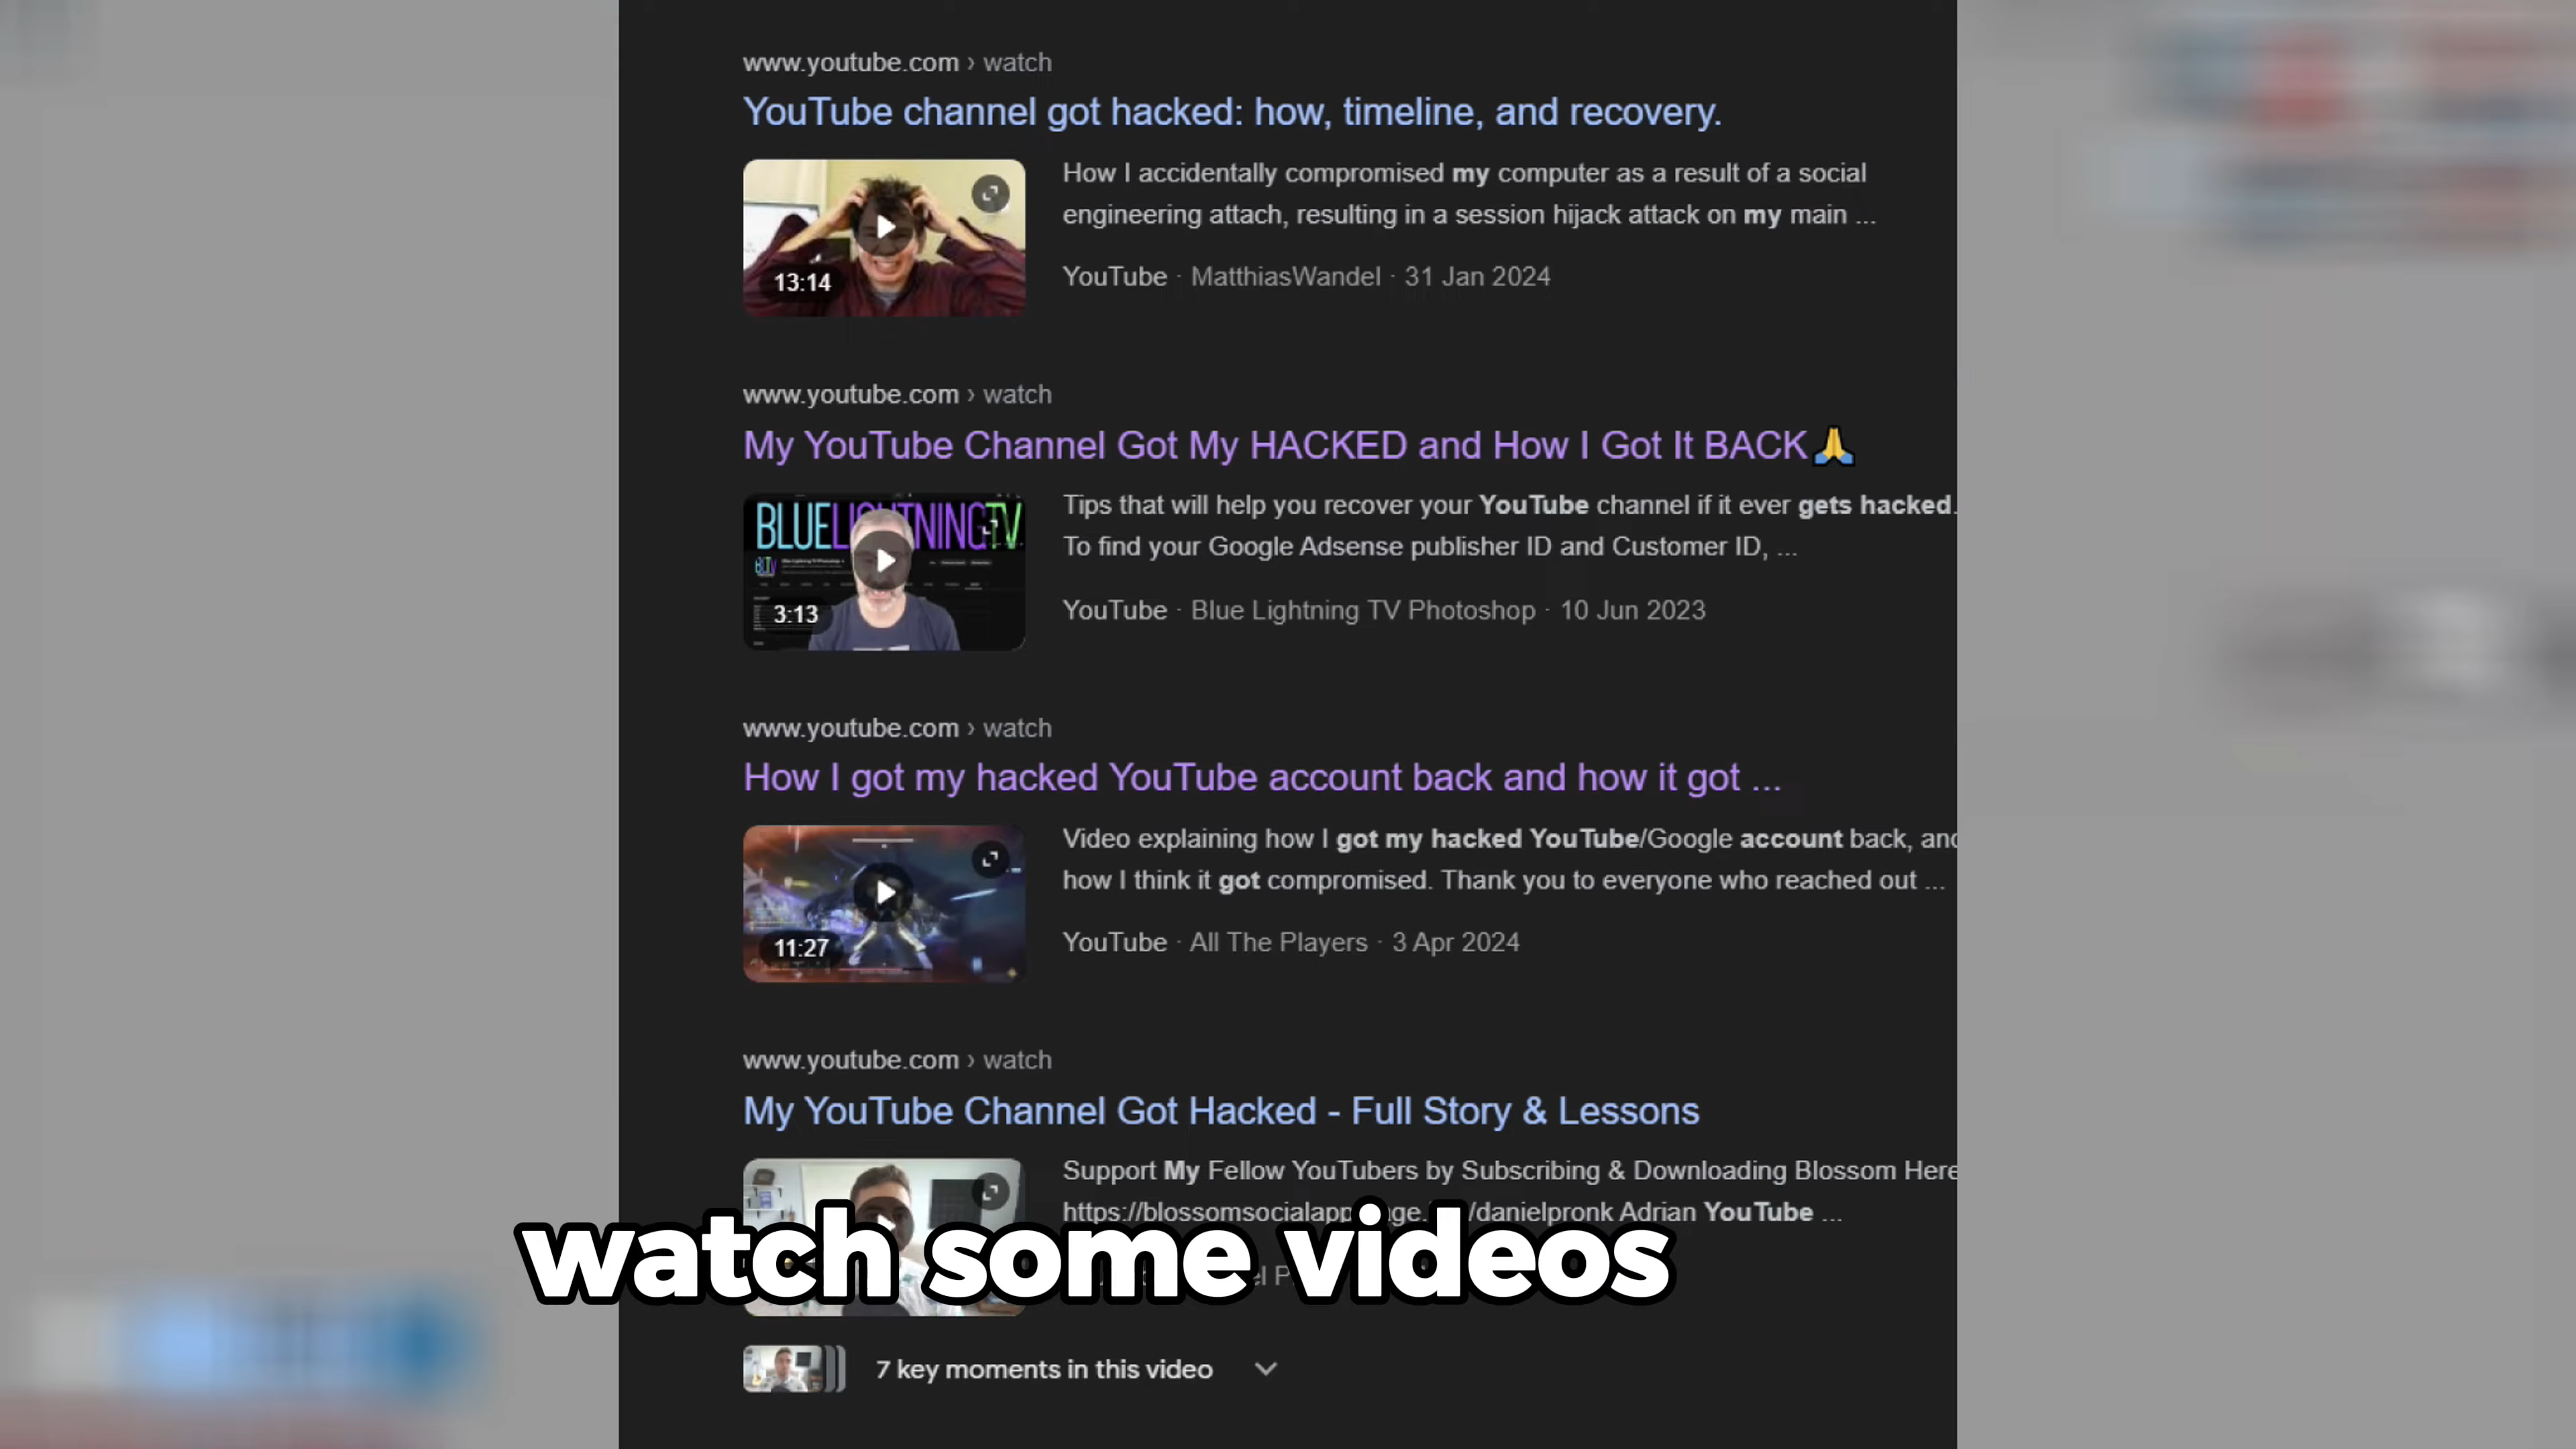 www.youtube.com › watch
YouTube channel got hacked: how, timeline, and recovery.
How I accidentally compromised my computer as a result of a social
engineering attach, resulting in a session hijack attack on my main ...
13:14
YouTube · MatthiasWandel · 31 Jan 2024
www.youtube.com › watch
My YouTube Channel Got My HACKED and How I Got It BACK🙏
BLUELIGHTNINGTV
Tips that will help you recover your YouTube channel if it ever gets hacked.
To find your Google Adsense publisher ID and Customer ID, ...
3:13
YouTube · Blue Lightning TV Photoshop · 10 Jun 2023
www.youtube.com › watch
How I got my hacked YouTube account back and how it got ...
Video explaining how I got my hacked YouTube/Google account back, and
how I think it got compromised. Thank you to everyone who reached out ...
11:27
YouTube · All The Players · 3 Apr 2024
www.youtube.com › watch
My YouTube Channel Got Hacked - Full Story & Lessons
Support My Fellow YouTubers by Subscribing & Downloading Blossom Here
/danielpronk Adrian YouTube ...
watch some videos
7 key moments in this video